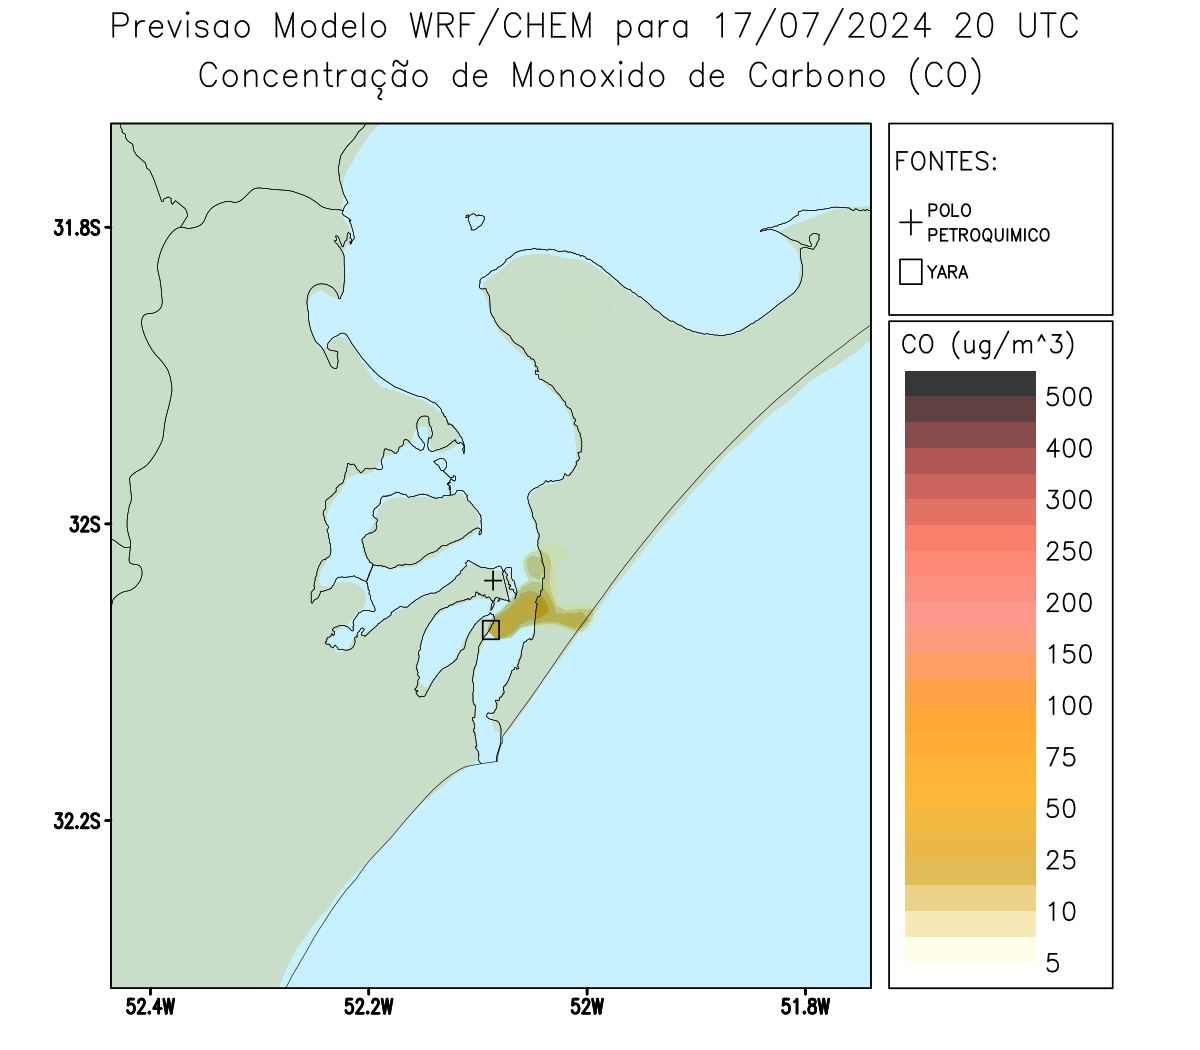 Previsao Modelo WRF/CHEM para 17/07/2024 20 UTC
Concentração de Monoxido de Carbono (CO)
FONTES:
POLO
PETROQUIMICO
YARA
CO (ug/m^3)
500
400
300
250
200
150
100
75
50
25
10
5
31.8S
32S
32.2S
52.4W
52.2W
52W
51.8W